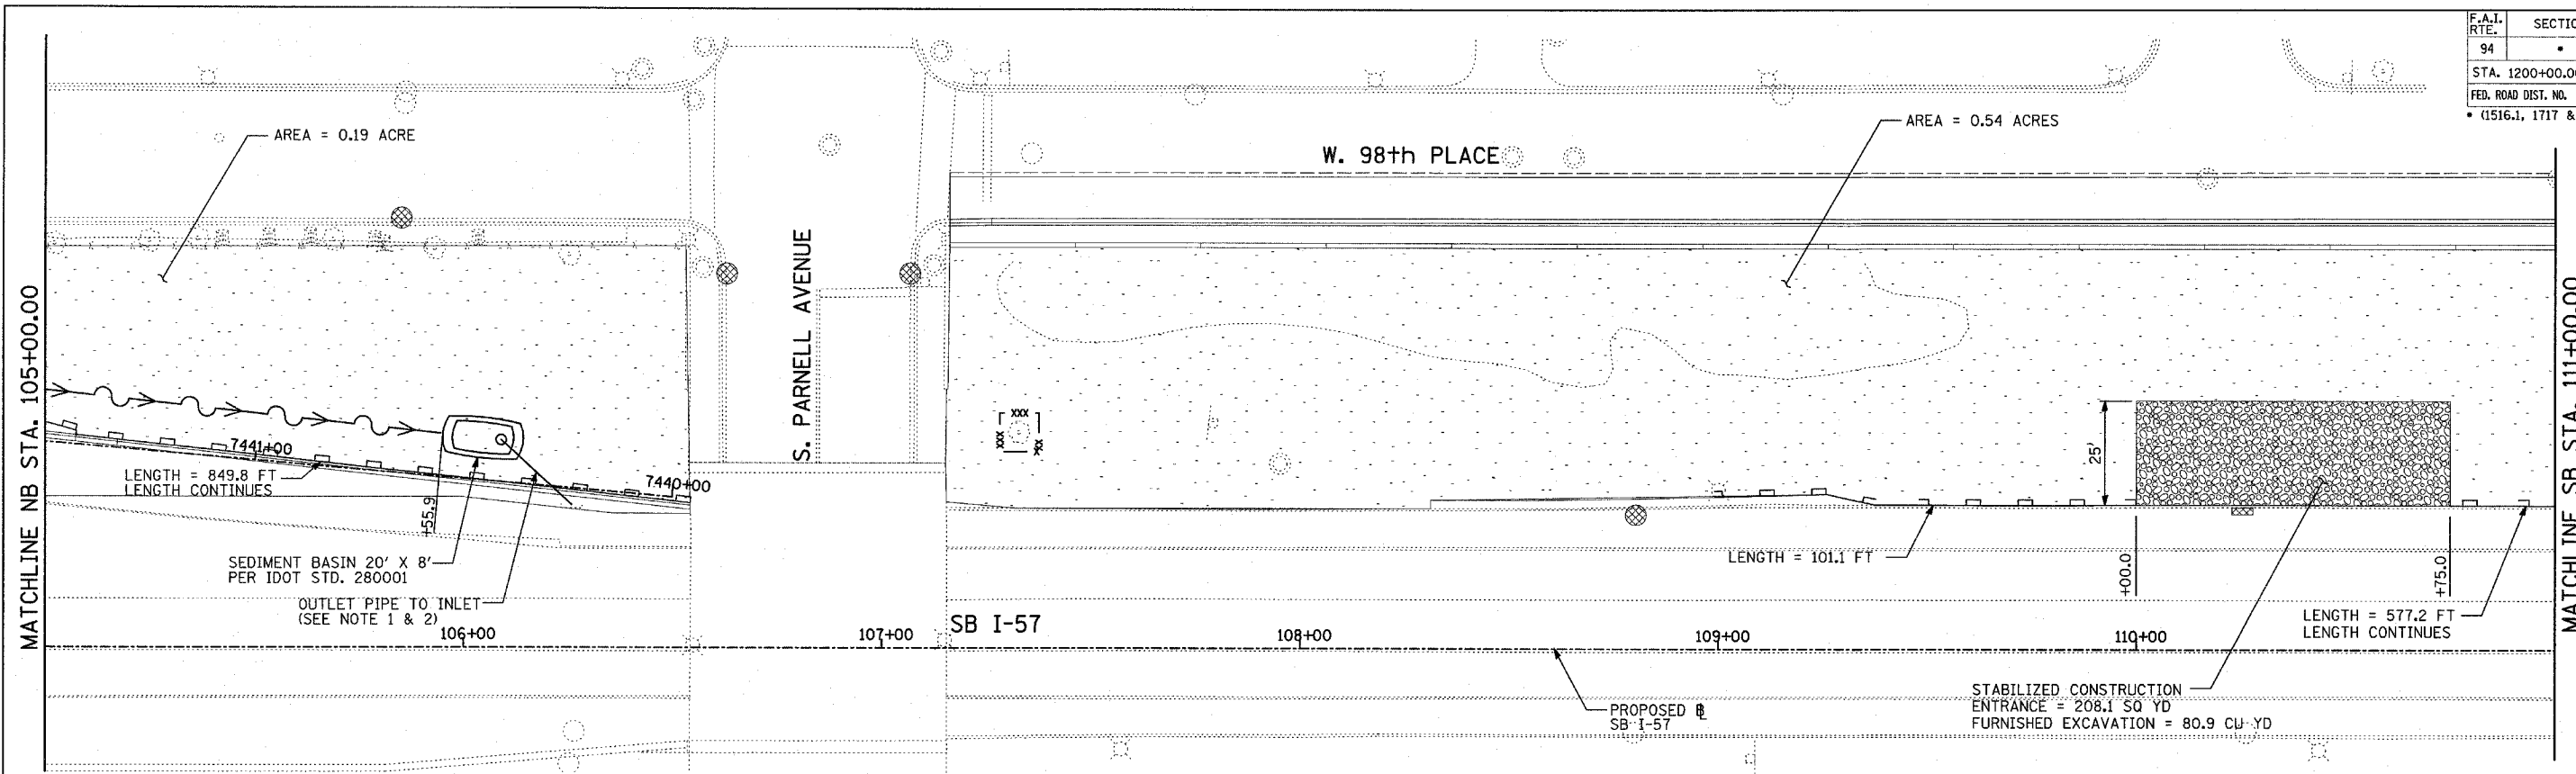 F.A.I.
RTE.
SECTIO
94
•
STA. 1200+00.00
FED. ROAD DIST. NO.
• (1516.1, 1717 &
AREA = 0.19 ACRE
AREA = 0.54 ACRES
W. 98th PLACE
S. PARNELL AVENUE
MATCHLINE NB STA. 105+00.00
MATCHLINE SB STA. 111+00.00
7441+00
LENGTH = 849.8 FT
LENGTH CONTINUES
7440+00
+55.9
SEDIMENT BASIN 20' X 8'
PER IDOT STD. 280001
OUTLET PIPE TO INLET
(SEE NOTE 1 & 2)
XXX
XXX
XX
25'
LENGTH = 101.1 FT
+00.0
+75.0
LENGTH = 577.2 FT
LENGTH CONTINUES
106+00
107+00
SB I-57
108+00
109+00
110+00
PROPOSED ⅊
SB I-57
STABILIZED CONSTRUCTION
ENTRANCE = 208.1 SQ YD
FURNISHED EXCAVATION = 80.9 CU YD